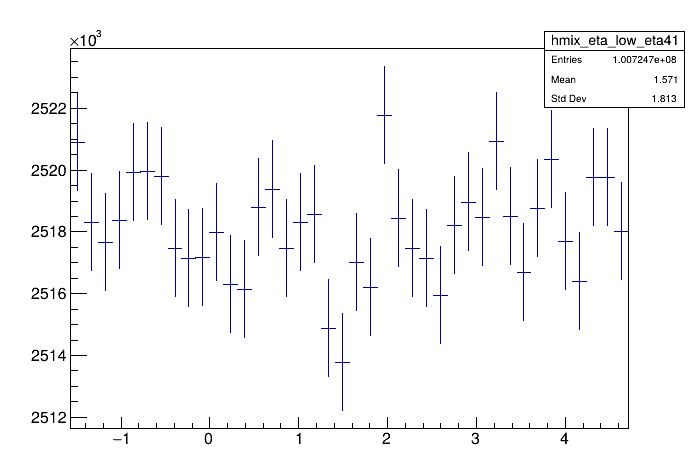 ×10³
hmix_eta_low_eta41
Entries 1.007247e+08
Mean 1.571
Std Dev 1.813
2522
2520
2518
2516
2514
2512
−1 0 1 2 3 4